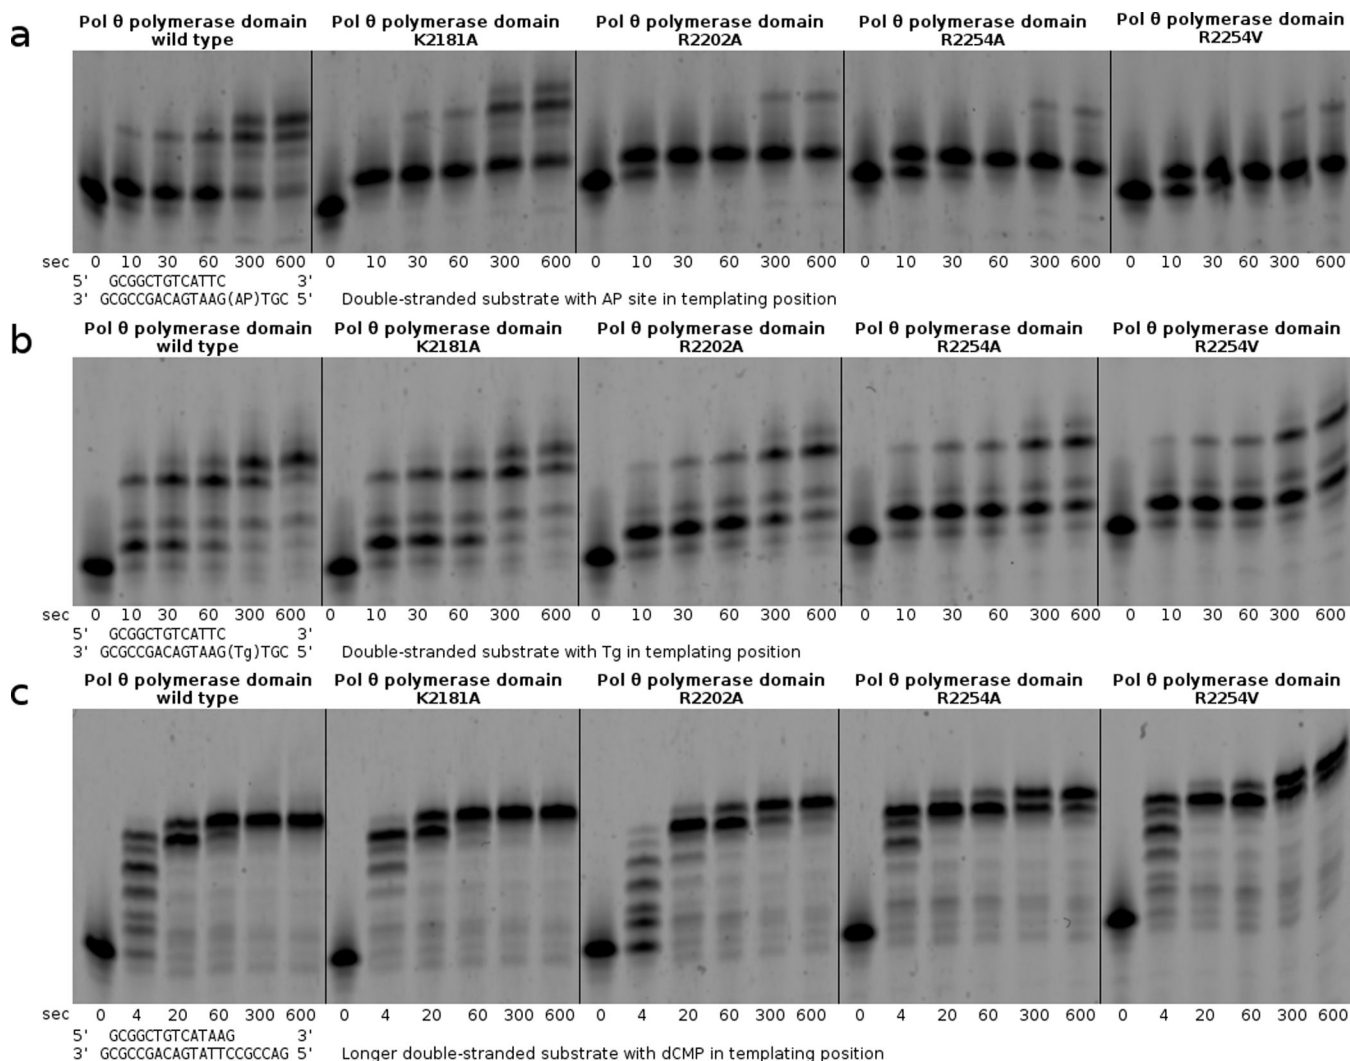 a
Pol θ polymerase domain
wild type
Pol θ polymerase domain
K2181A
Pol θ polymerase domain
R2202A
Pol θ polymerase domain
R2254A
Pol θ polymerase domain
R2254V
sec 0 10 30 60 300 600 0 10 30 60 300 600 0 10 30 60 300 600 0 10 30 60 300 600 0 10 30 60 300 600
5' GCGGCTGTCATTC 3'
3' GCGCCGACAGTAAG(AP)TGC 5' Double-stranded substrate with AP site in templating position
b
Pol θ polymerase domain
wild type
Pol θ polymerase domain
K2181A
Pol θ polymerase domain
R2202A
Pol θ polymerase domain
R2254A
Pol θ polymerase domain
R2254V
sec 0 10 30 60 300 600 0 10 30 60 300 600 0 10 30 60 300 600 0 10 30 60 300 600 0 10 30 60 300 600
5' GCGGCTGTCATTC 3'
3' GCGCCGACAGTAAG(Tg)TGC 5' Double-stranded substrate with Tg in templating position
c
Pol θ polymerase domain
wild type
Pol θ polymerase domain
K2181A
Pol θ polymerase domain
R2202A
Pol θ polymerase domain
R2254A
Pol θ polymerase domain
R2254V
sec 0 4 20 60 300 600 0 4 20 60 300 600 0 4 20 60 300 600 0 4 20 60 300 600 0 4 20 60 300 600
5' GCGGCTGTCATAAG 3'
3' GCGCCGACAGTATTCCGCCAG 5' Longer double-stranded substrate with dCMP in templating position